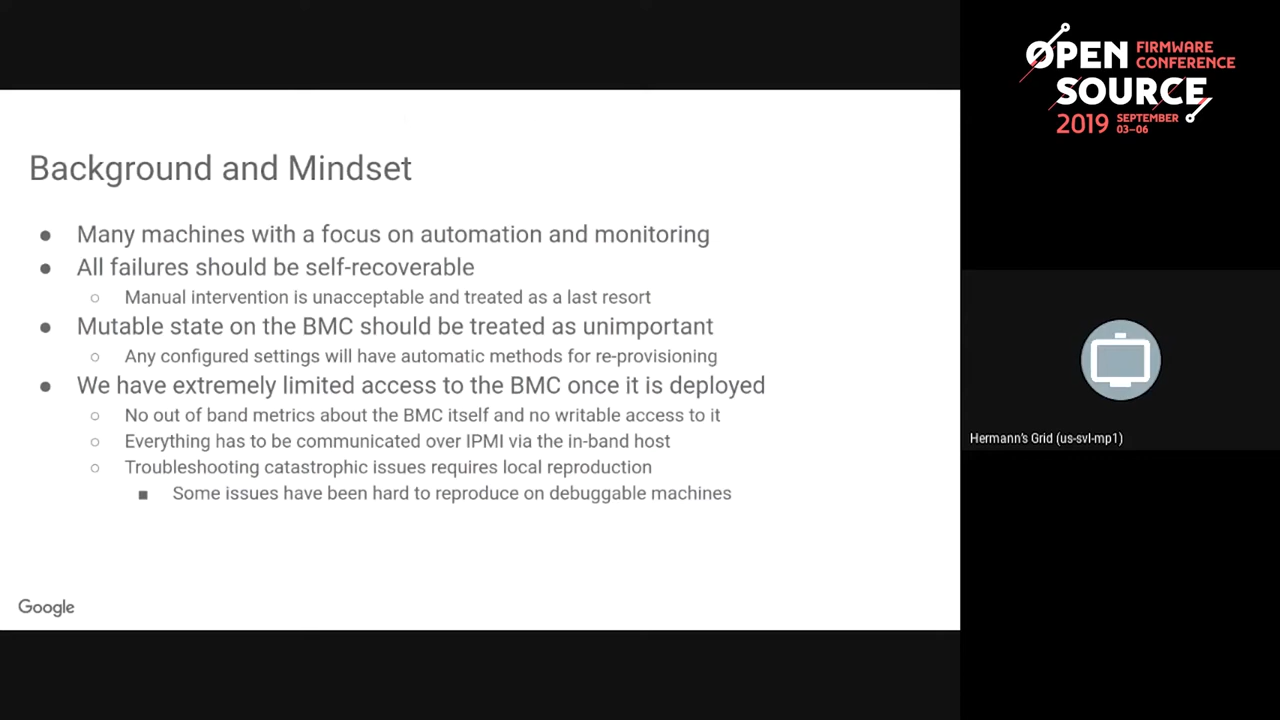 Background and Mindset
● Many machines with a focus on automation and monitoring
● All failures should be self-recoverable
○ Manual intervention is unacceptable and treated as a last resort
● Mutable state on the BMC should be treated as unimportant
○ Any configured settings will have automatic methods for re-provisioning
● We have extremely limited access to the BMC once it is deployed
○ No out of band metrics about the BMC itself and no writable access to it
○ Everything has to be communicated over IPMI via the in-band host
○ Troubleshooting catastrophic issues requires local reproduction
■ Some issues have been hard to reproduce on debuggable machines
Google
OPEN FIRMWARE CONFERENCE
SOURCE
2019 SEPTEMBER 03–06
Hermann's Grid (us-svl-mp1)